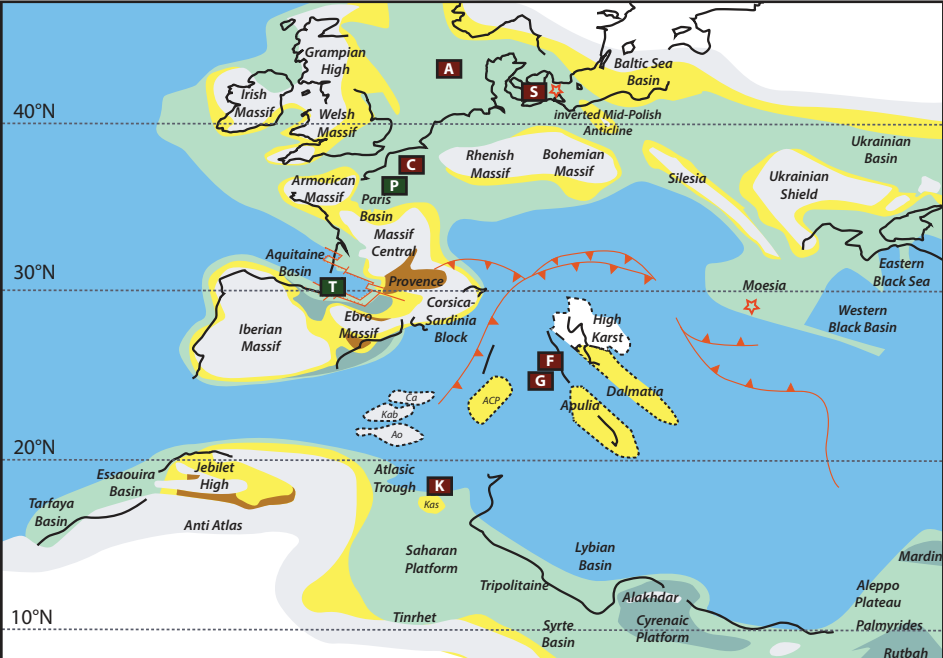 Grampian
High
A
Baltic Sea
Basin
Irish
Massif
S
40°N
Welsh
Massif
inverted Mid-Polish
Anticline
Ukrainian
Basin
C
Rhenish
Massif
Bohemian
Massif
P
Armorican
Massif
Paris
Basin
Silesia
Ukrainian
Shield
Massif
Central
Aquitaine
Basin
30°N
T
Provence
Moesia
Eastern
Black Sea
Corsica-
Sardinia
Block
Ebro
Massif
Iberian
Massif
High
Karst
Western
Black Basin
F
G
Dalmatia
Ca
Kab
Ao
ACP
Apulia
20°N
Jebilet
High
Essaouira
Basin
Tarfaya
Basin
Atlasic
Trough
K
Kas
Anti Atlas
Saharan
Platform
Lybian
Basin
Mardin
Tripolitaine
Alakhdar
Aleppo
Plateau
10°N
Tinrhet
Syrte
Basin
Cyrenaic
Platform
Palmyrides
Rutbah